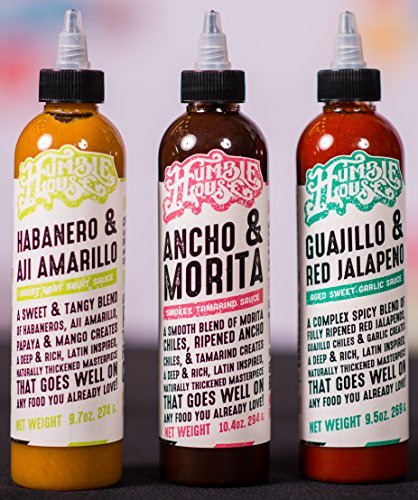 HUMBLE
HOUSE
HABANERO &
AJI AMARILLO
SWEET HEAT FRUIT SAUCE
A SWEET & TANGY BLEND
OF HABANEROS, AJI AMARILLO,
PAPAYA & MANGO CREATES
A DEEP & RICH, LATIN INSPIRED,
NATURALLY THICKENED MASTERPIECE
THAT GOES WELL ON
ANY FOOD YOU ALREADY LOVE!
NET WEIGHT 9.7oz. 274 g.
HUMBLE
HOUSE
ANCHO &
MORITA
SMOKEY TAMARIND SAUCE
A SMOOTH BLEND OF MORITA
CHILES, RIPENED ANCHO
CHILES, & TAMARIND CREATES
A DEEP & RICH, LATIN INSPIRED,
NATURALLY THICKENED MASTERPIECE
THAT GOES WELL ON
ANY FOOD YOU ALREADY LOVE!
NET WEIGHT 10.4oz. 294 g.
HUMBLE
HOUSE
GUAJILLO &
RED JALAPENO
AGED SWEET GARLIC SAUCE
A COMPLEX SPICY BLEND OF
FULLY RIPENED RED JALAPENOS,
GUAJILLO CHILES & GARLIC CREATES
A DEEP & RICH, LATIN INSPIRED,
NATURALLY THICKENED MASTERPIECE
THAT GOES WELL ON
ANY FOOD YOU ALREADY LOVE!
NET WEIGHT 9.5oz. 269 g.